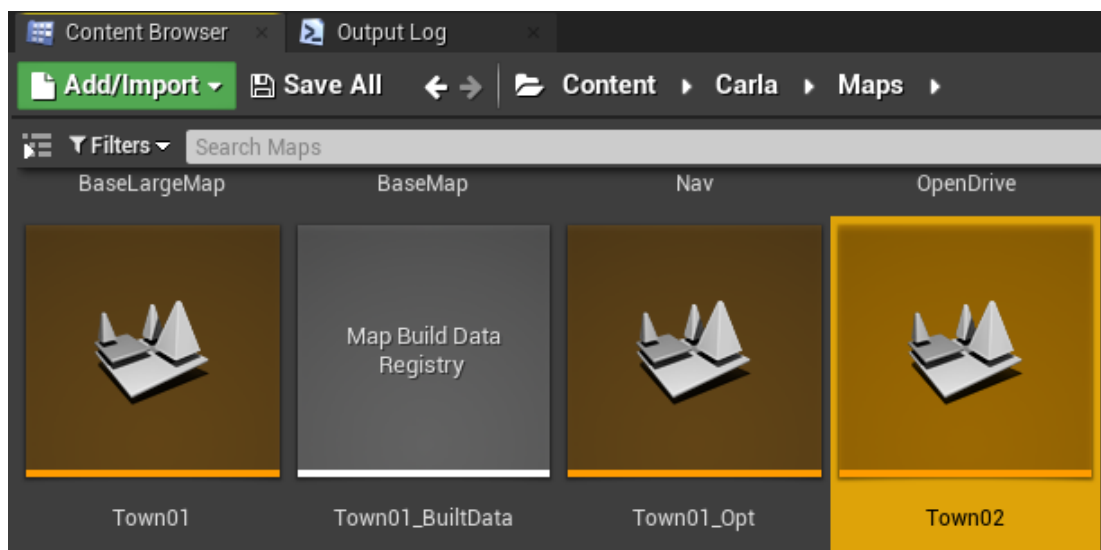 Content Browser
Output Log
Add/Import
Save All
Content
Carla
Maps
Filters
Search Maps
BaseLargeMap
BaseMap
Nav
OpenDrive
Map Build Data
Registry
Town01
Town01_BuiltData
Town01_Opt
Town02